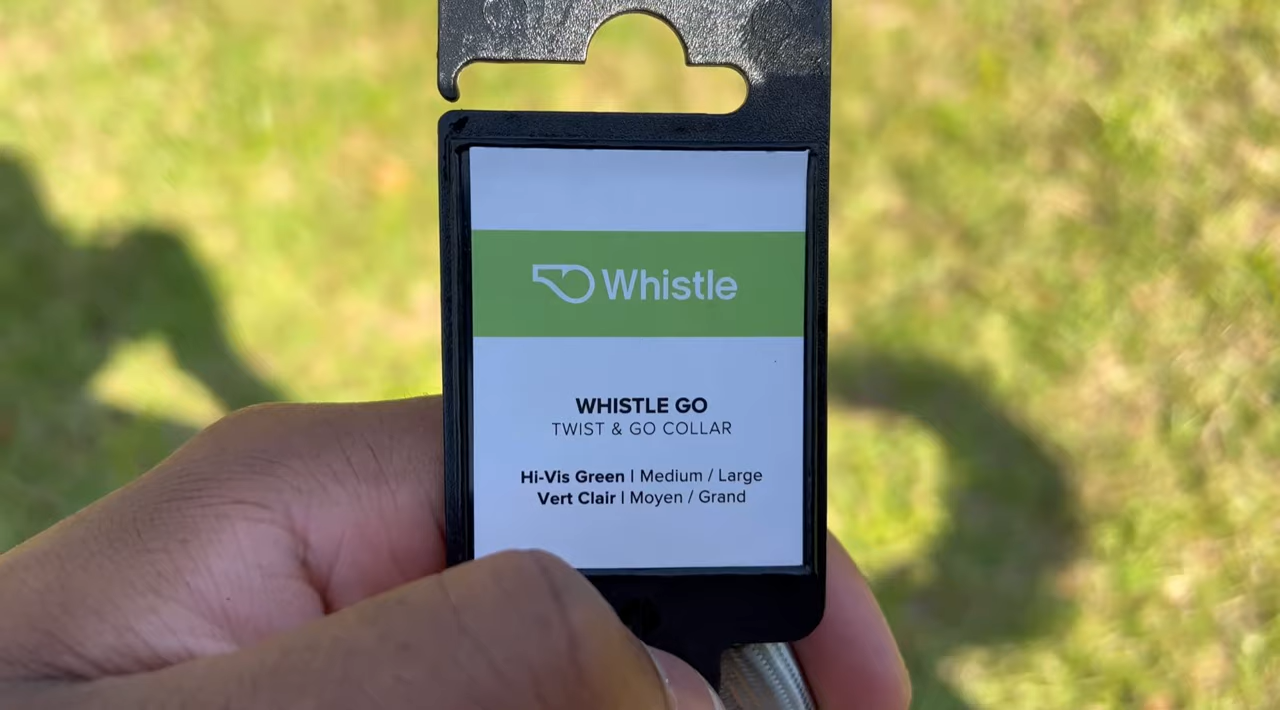 Whistle
WHISTLE GO
TWIST & GO COLLAR
Hi-Vis Green | Medium / Large
Vert Clair | Moyen / Grand